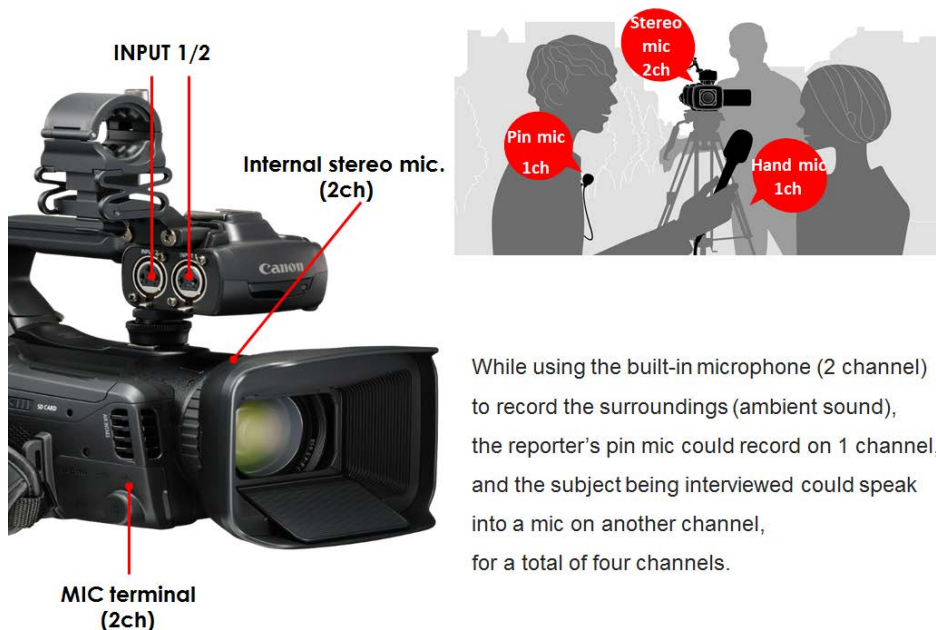 INPUT 1/2
Internal stereo mic.
(2ch)
Canon
SD CARD
MIC terminal
(2ch)
Stereo
mic
2ch
Pin mic
1ch
Hand mic
1ch
While using the built-in microphone (2 channel)
to record the surroundings (ambient sound),
the reporter's pin mic could record on 1 channel,
and the subject being interviewed could speak
into a mic on another channel,
for a total of four channels.